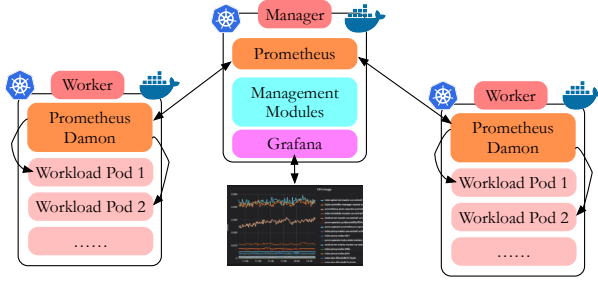 Manager
Prometheus
Management
Modules
Grafana
Worker
Prometheus
Damon
Workload Pod 1
Workload Pod 2
……
Worker
Prometheus
Damon
Workload Pod 1
Workload Pod 2
……